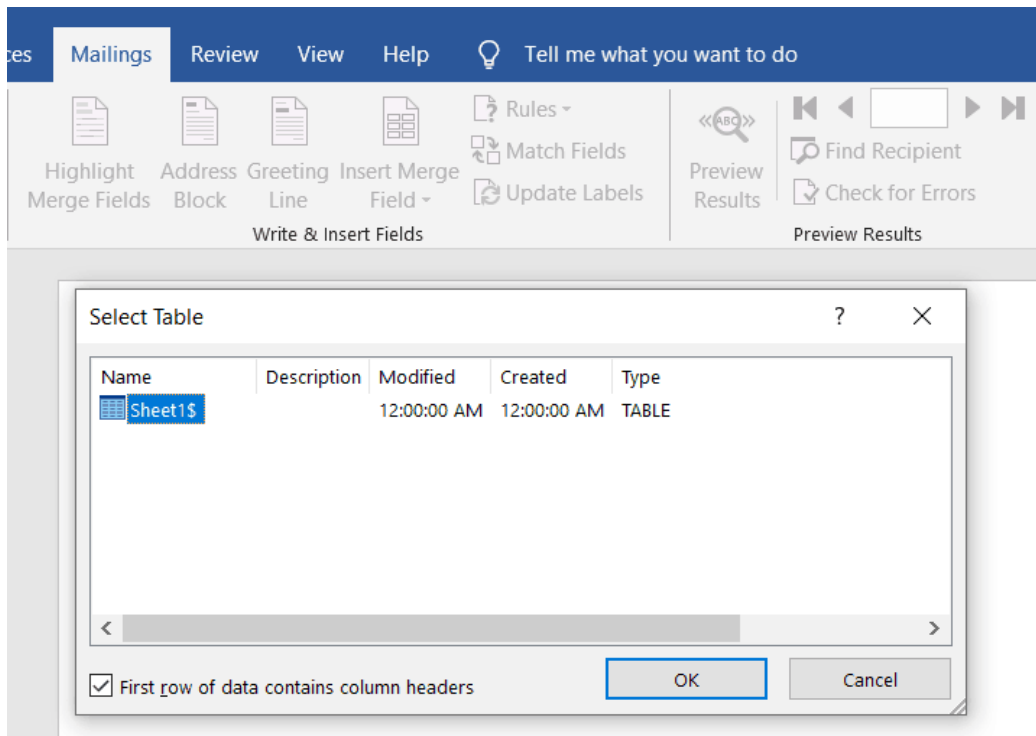 ces Mailings Review View Help Tell me what you want to do
Highlight Merge Fields
Address Block
Greeting Line
Insert Merge Field
Rules
Match Fields
Update Labels
Write & Insert Fields
«ABC»
Preview Results
Find Recipient
Check for Errors
Preview Results
Select Table ?
Name Description Modified Created Type
Sheet1$ 12:00:00 AM 12:00:00 AM TABLE
First row of data contains column headers
OK Cancel